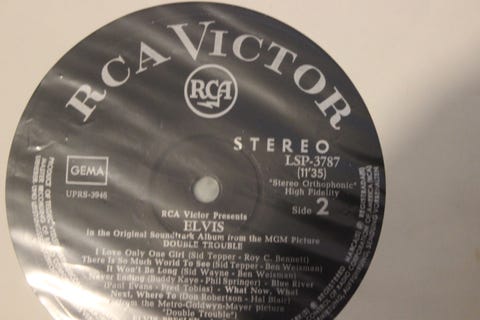 RCA VICTOR
RCA
STEREO
LSP-3787
(11'35)
GEMA
"Stereo Orthophonic"
High Fidelity
UPRS-3946
Side 2
RCA Victor Presents
ELVIS
in the Original Soundtrack Album from the MGM Picture
DOUBLE TROUBLE
I Love Only One Girl (Sid Tepper - Roy C. Bennett)
There Is So Much World To See (Sid Tepper - Ben Weisman)
It Won't Be Long (Sid Wayne - Ben Weisman)
Never Ending (Buddy Kaye - Phil Springer) - Blue River
(Paul Evans - Fred Tobias) - What Now, What
Next, Where To (Don Robertson - Hal Blair)
from the Metro-Goldwyn-Mayer picture
"Double Trouble")
ELVIS PRESLEY